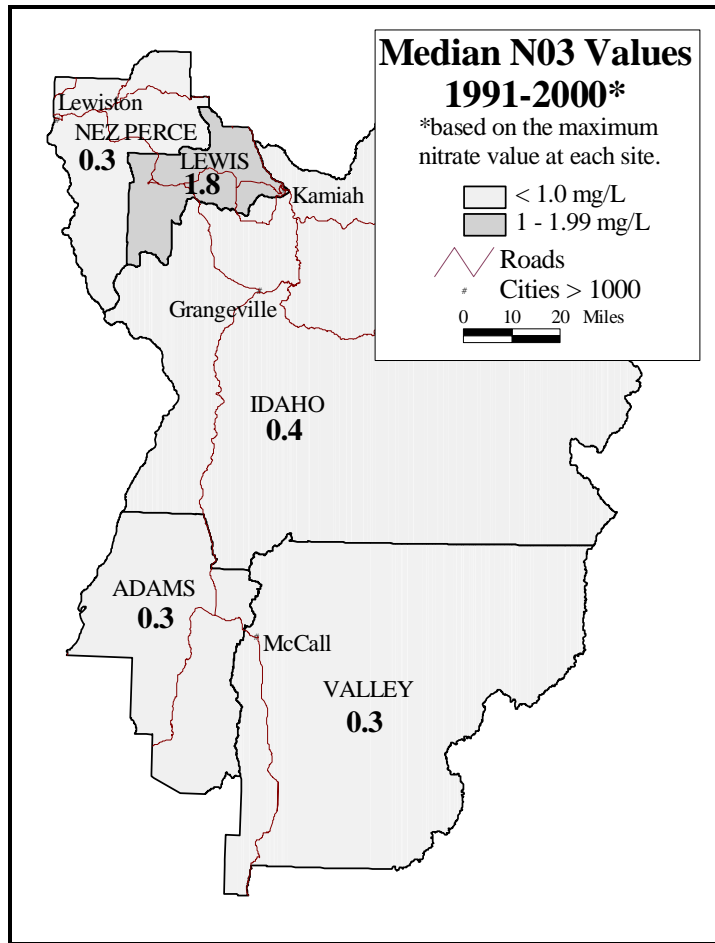 Median N03 Values
1991-2000*
*based on the maximum
nitrate value at each site.
< 1.0 mg/L
1 - 1.99 mg/L
Roads
Cities > 1000
0 10 20 Miles
Lewiston
NEZ PERCE
0.3
LEWIS
1.8
Kamiah
Grangeville
IDAHO
0.4
ADAMS
0.3
McCall
VALLEY
0.3